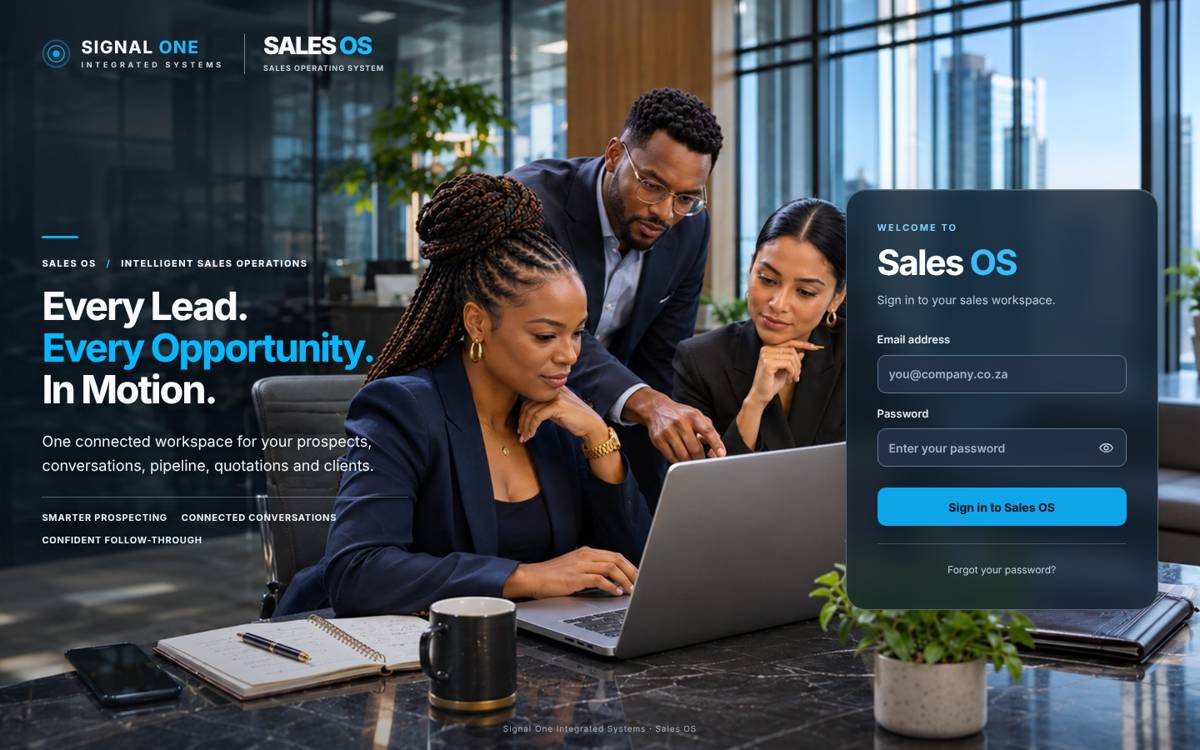 SIGNAL ONE
INTEGRATED SYSTEMS
SALES OS
SALES OPERATING SYSTEM
SALES OS / INTELLIGENT SALES OPERATIONS
Every Lead.
Every Opportunity.
In Motion.
One connected workspace for your prospects,
conversations, pipeline, quotations and clients.
SMARTER PROSPECTING CONNECTED CONVERSATIONS
CONFIDENT FOLLOW-THROUGH
WELCOME TO
Sales OS
Sign in to your sales workspace.
Email address
you@company.co.za
Password
Enter your password
Sign in to Sales OS
Forgot your password?
Signal One Integrated Systems · Sales OS